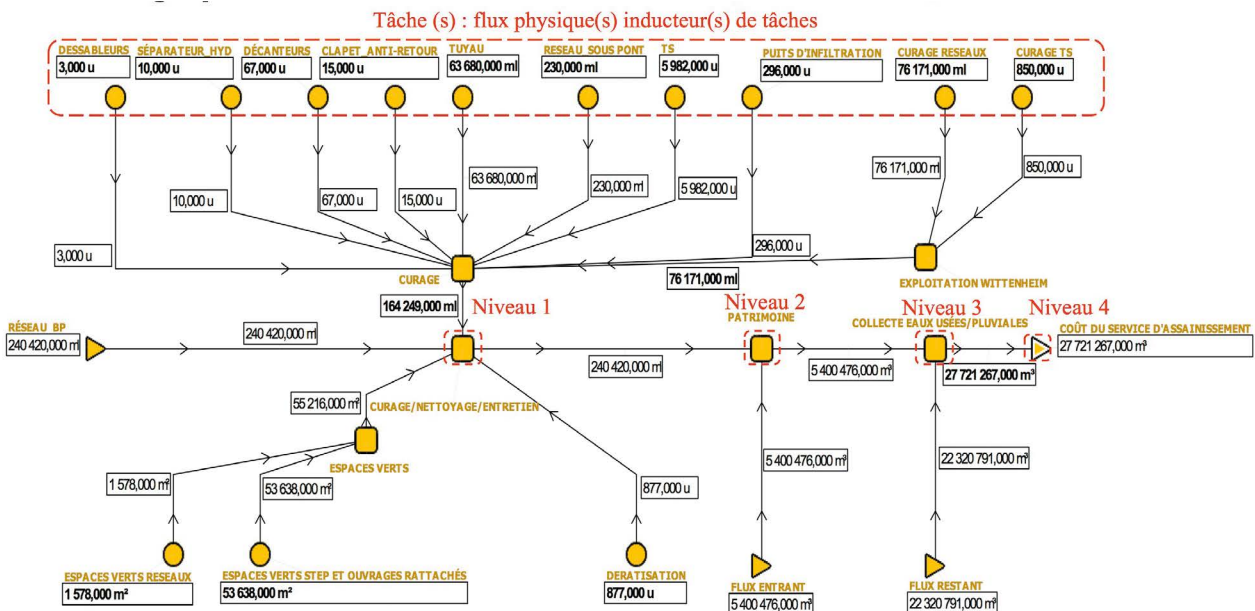 Tâche (s) : flux physique(s) inducteur(s) de tâches
DESSABLEURS
3,000 u
SÉPARATEUR_HYD
10,000 u
DÉCANTEURS
67,000 u
CLAPET_ANTI-RETOUR
15,000 u
TUYAU
63 680,000 ml
RESEAU_SOUS PONT
230,000 ml
TS
5 982,000 u
PUITS D'INFILTRATION
296,000 u
CURAGE RESEAUX
76 171,000 ml
CURAGE TS
850,000 u
3,000 u
10,000 u
67,000 u
15,000 u
63 680,000 ml
230,000 ml
5 982,000 u
296,000 u
76 171,000 ml
850,000 u
CURAGE
76 171,000 ml
EXPLOITATION WITTENHEIM
164 249,000 ml
Niveau 1
Niveau 2
PATRIMOINE
Niveau 3
COLLECTE EAUX USÉES/PLUVIALES
Niveau 4
COÛT DU SERVICE D'ASSAINISSEMENT
27 721 267,000 m³
RÉSEAU_BP
240 420,000 ml
240 420,000 ml
240 420,000 ml
5 400 476,000 m³
27 721 267,000 m³
55 216,000 m²
CURAGE/NETTOYAGE/ENTRETIEN
ESPACES VERTS
1 578,000 m²
53 638,000 m²
877,000 u
5 400 476,000 m³
22 320 791,000 m³
ESPACES VERTS RESEAUX
1 578,000 m²
ESPACES VERTS STEP ET OUVRAGES RATTACHÉS
53 638,000 m²
DERATISATION
877,000 u
FLUX ENTRANT
5 400 476,000 m³
FLUX RESTANT
22 320 791,000 m³